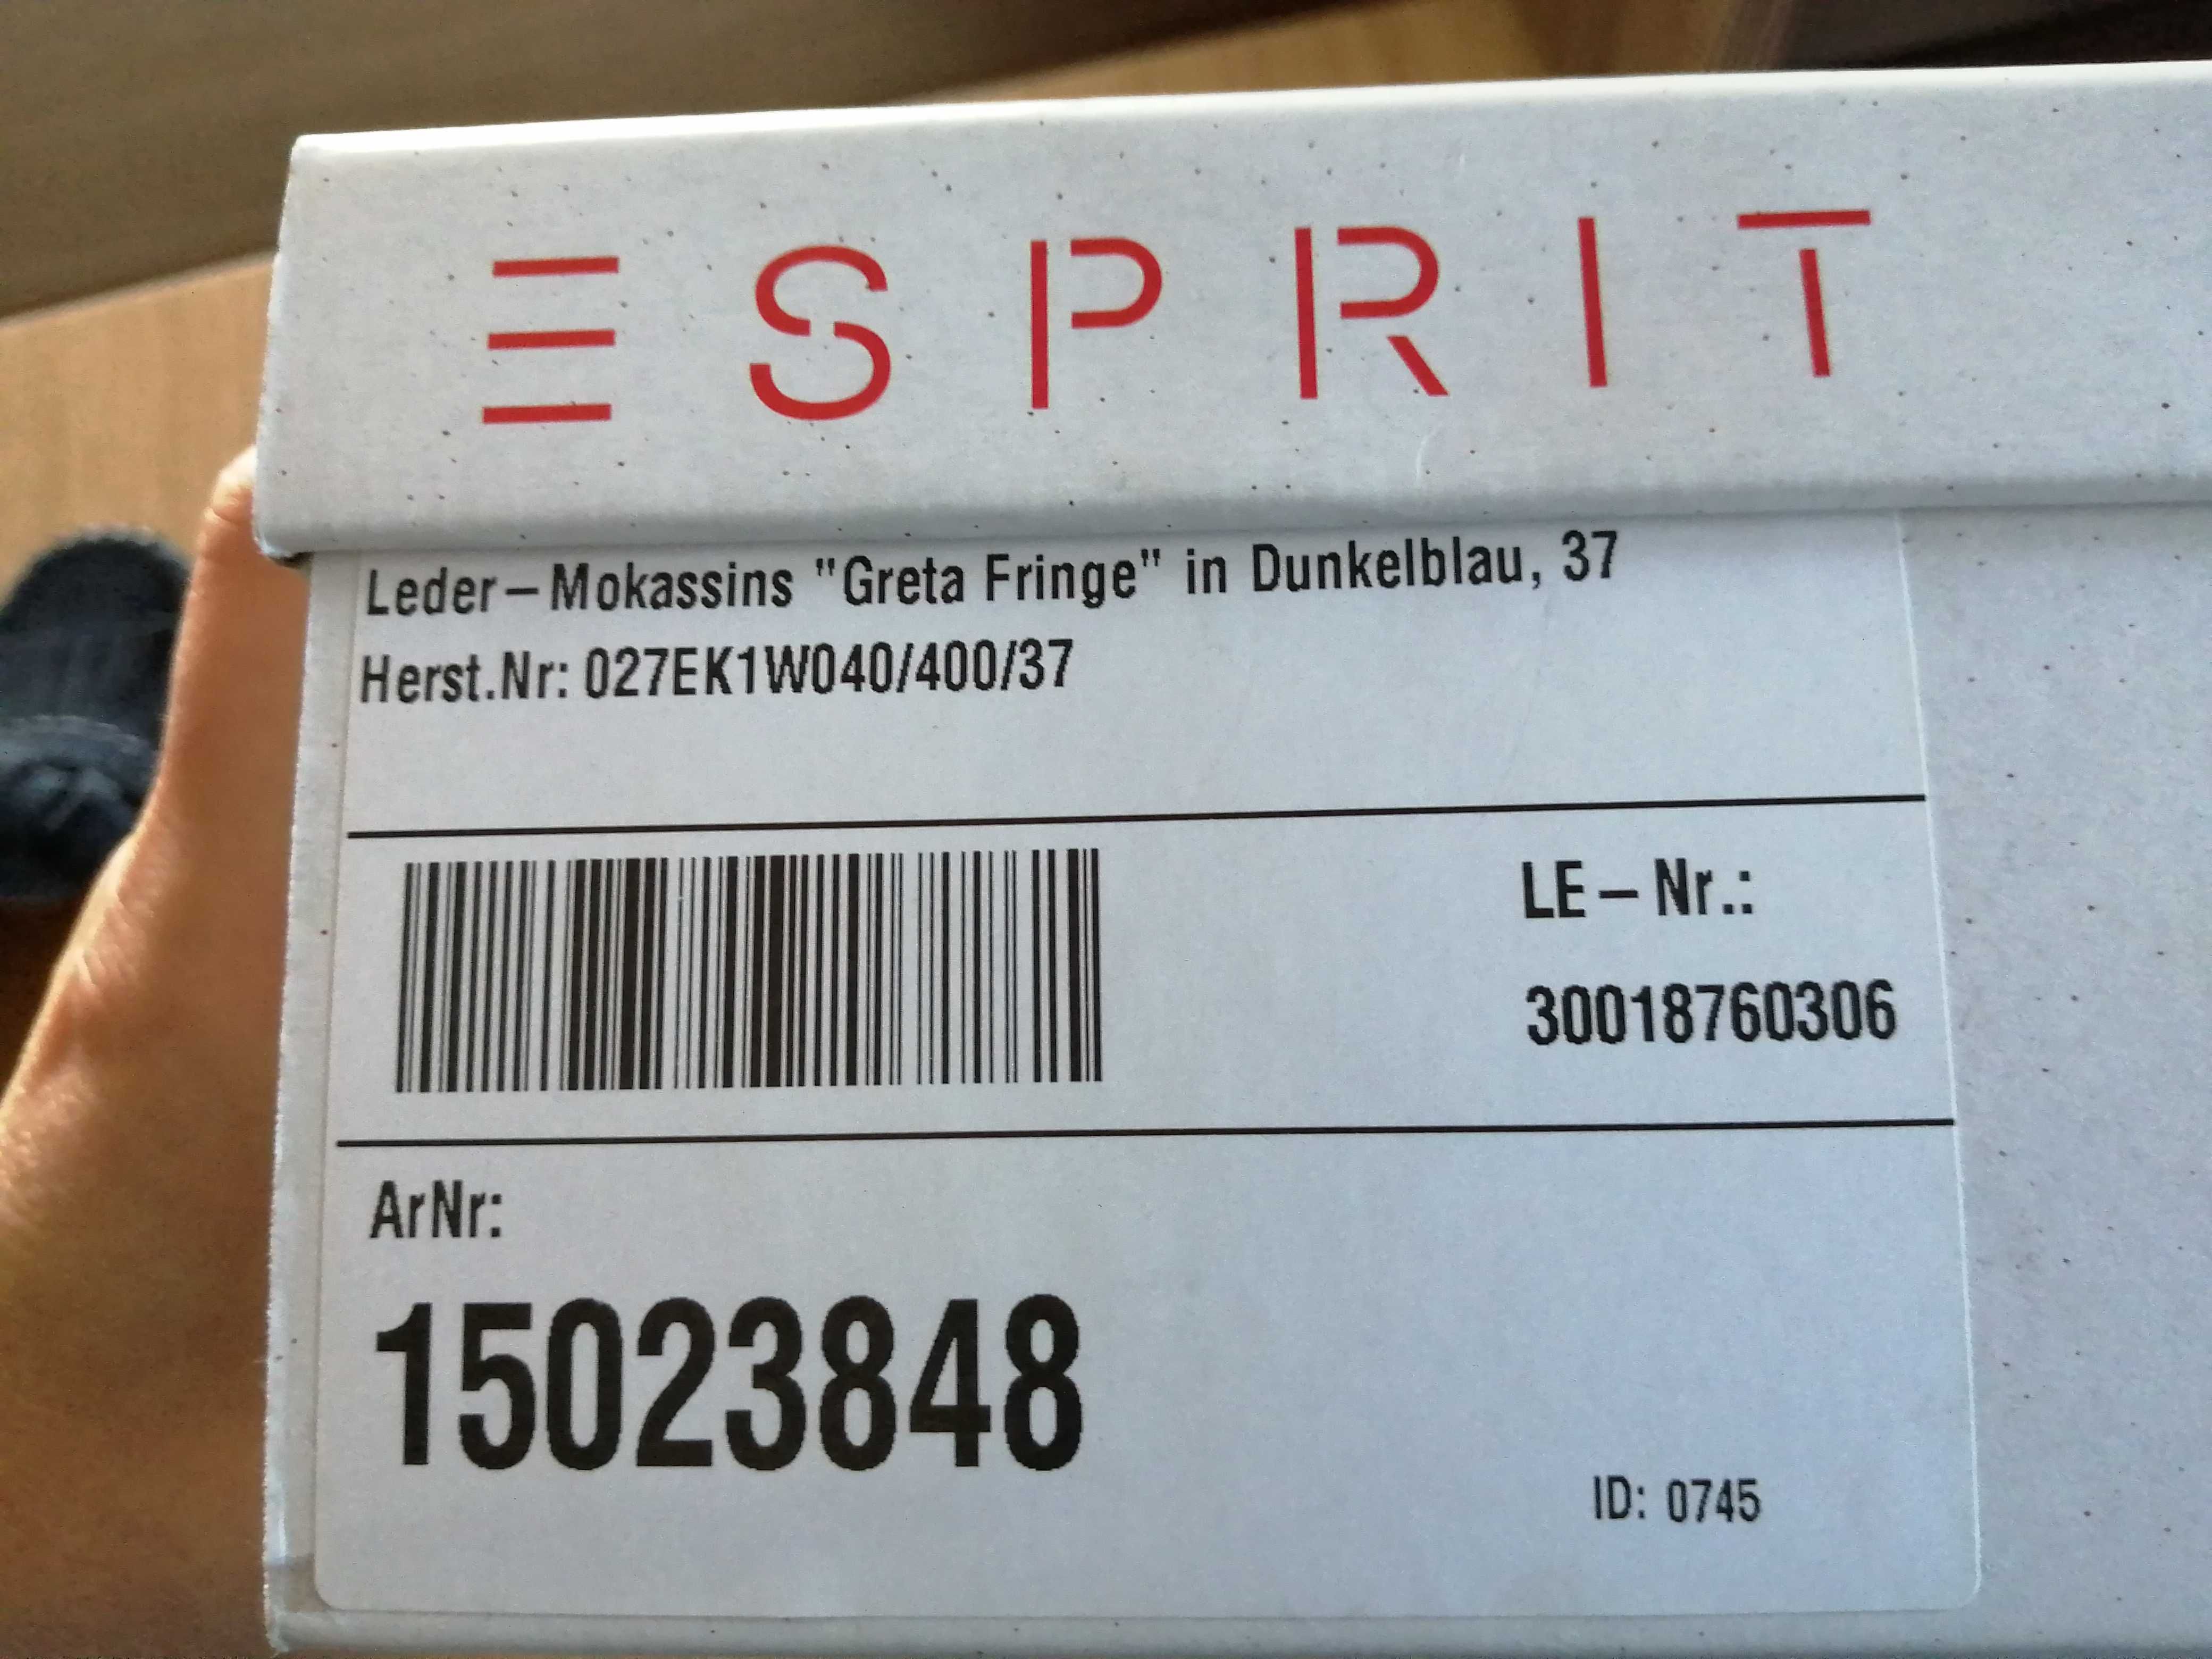 ESPRIT
Leder-Mokassins "Greta Fringe" in Dunkelblau, 37
Herst.Nr: 027EK1W040/400/37
LE-Nr.:
30018760306
ArNr:
15023848
ID: 0745